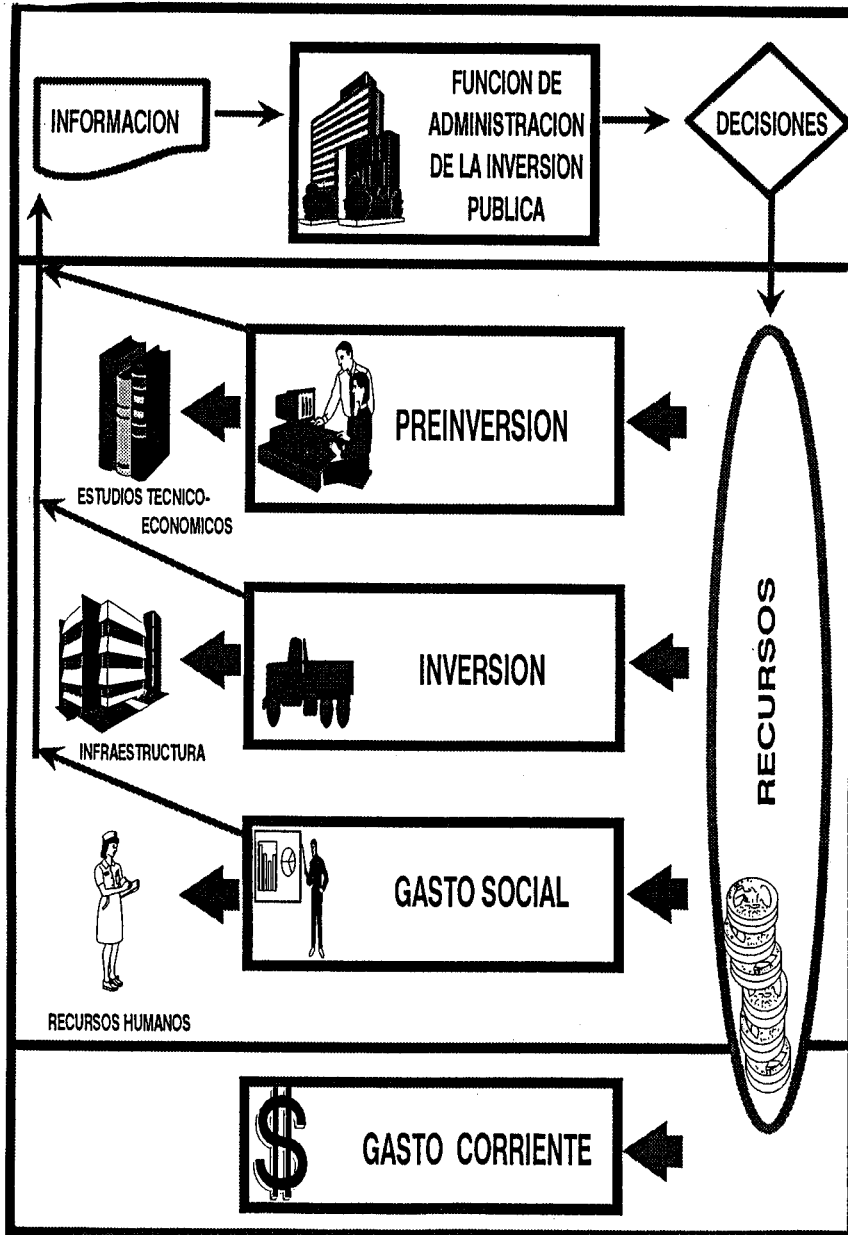 INFORMACION
FUNCION DE
ADMINISTRACION
DE LA INVERSION
PUBLICA
DECISIONES
PREINVERSION
ESTUDIOS TECNICO-
ECONOMICOS
INVERSION
INFRAESTRUCTURA
GASTO SOCIAL
RECURSOS HUMANOS
RECURSOS
$ GASTO CORRIENTE